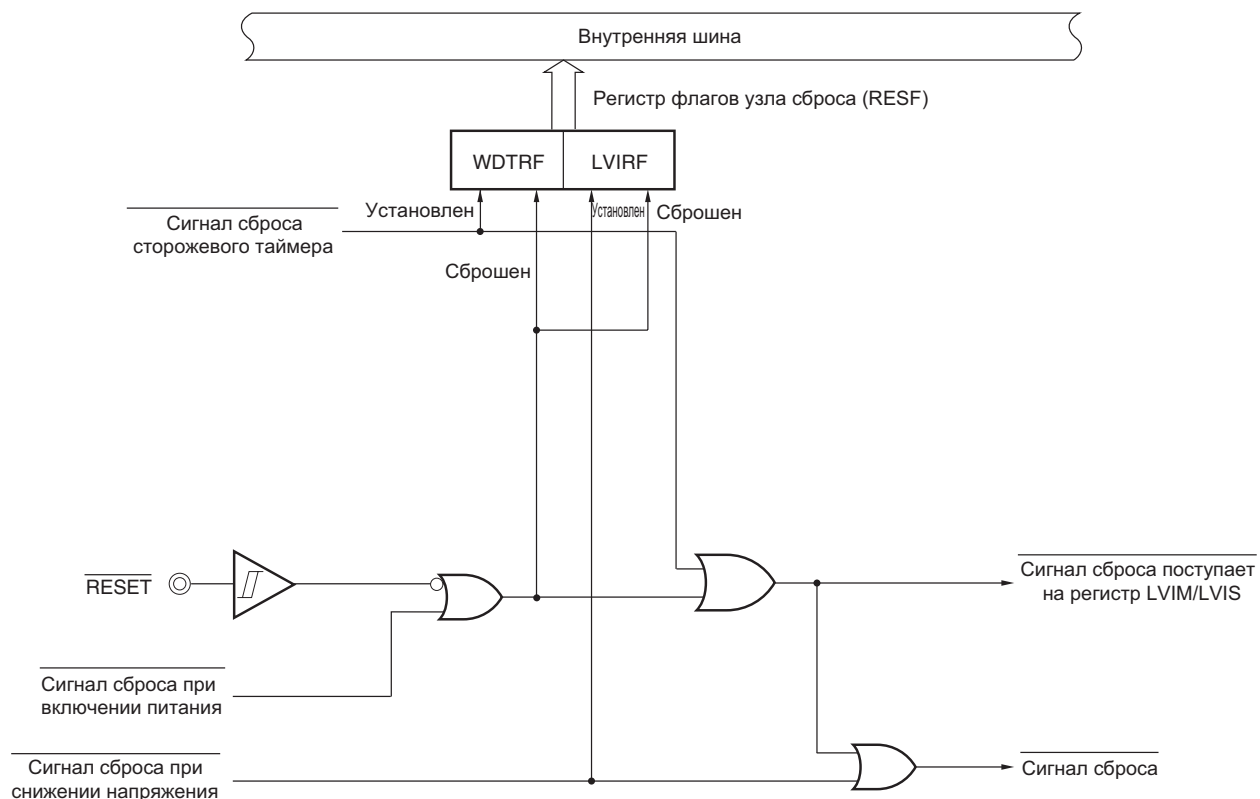 Внутренняя шина
Регистр флагов узла сброса (RESF)
WDTRF
LVIRF
Установлен
Установлен
Сброшен
Сигнал сброса
сторожевого таймера
Сброшен
RESET
Сигнал сброса поступает
на регистр LVIM/LVIS
Сигнал сброса при
включении питания
Сигнал сброса при
снижении напряжения
Сигнал сброса